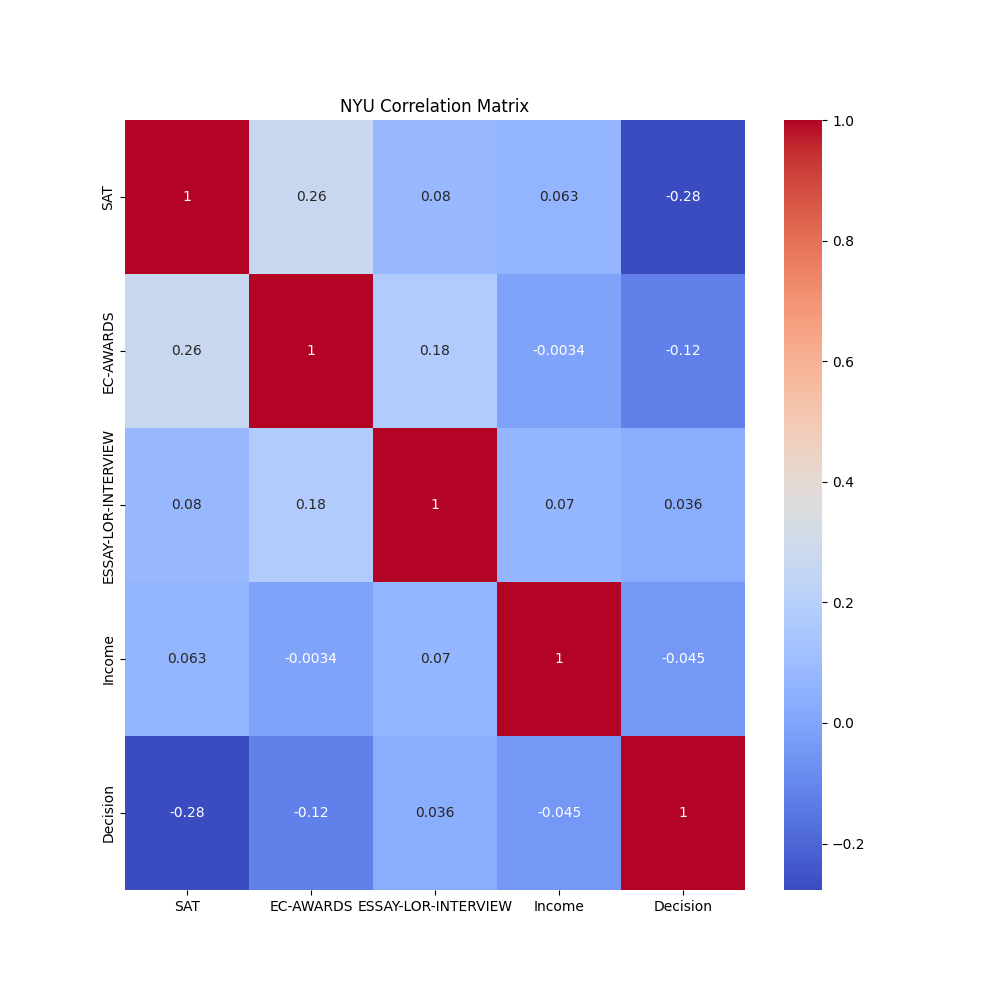 NYU Correlation Matrix
SAT
1
0.26
0.08
0.063
-0.28
EC-AWARDS
0.26
1
0.18
-0.0034
-0.12
ESSAY-LOR-INTERVIEW
0.08
0.18
1
0.07
0.036
Income
0.063
-0.0034
0.07
1
-0.045
Decision
-0.28
-0.12
0.036
-0.045
1
SAT
EC-AWARDS
ESSAY-LOR-INTERVIEW
Income
Decision
1.0
0.8
0.6
0.4
0.2
0.0
−0.2